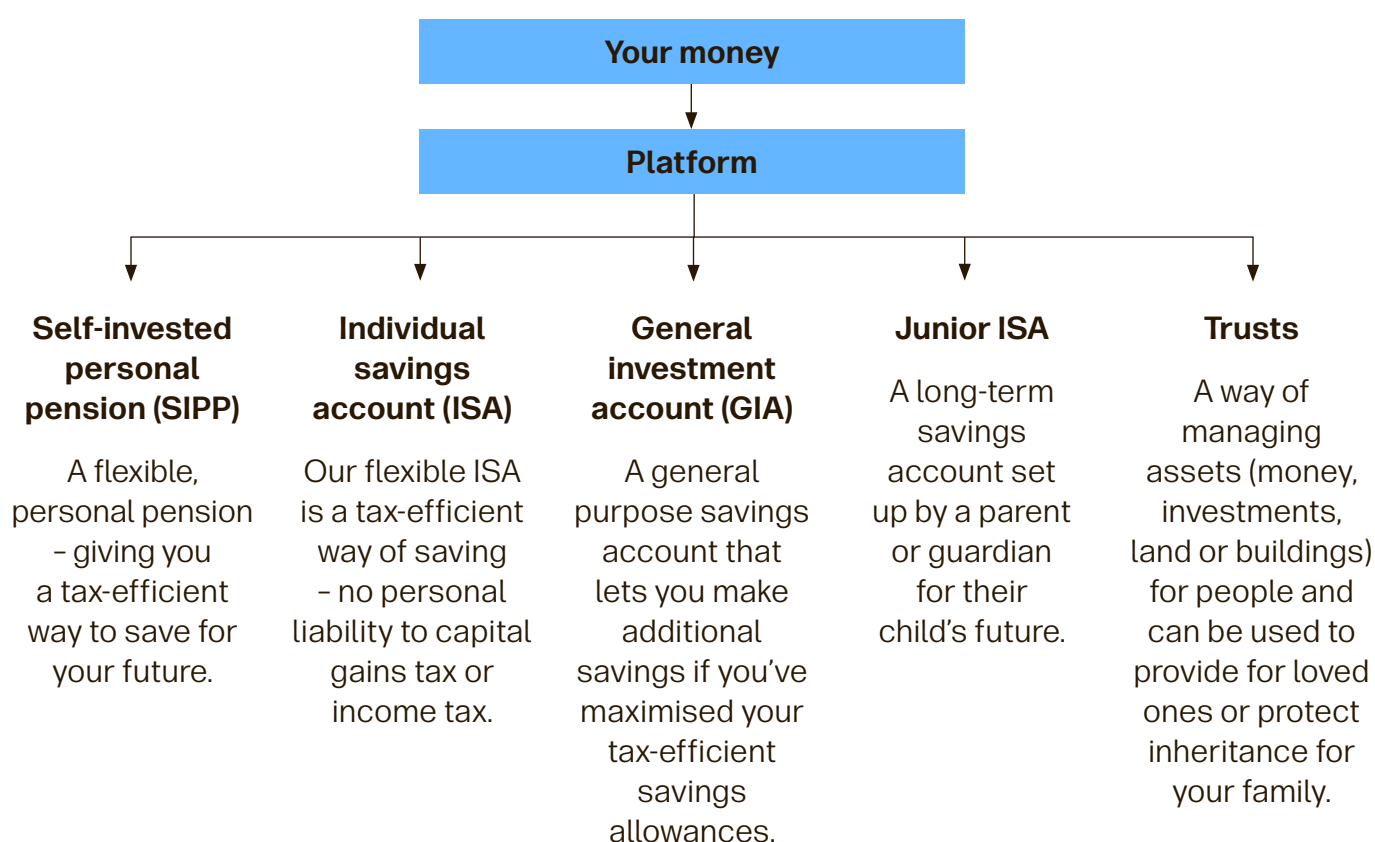 Your money
Platform
Self-invested
personal
pension (SIPP)
A flexible,
personal pension
– giving you
a tax-efficient
way to save for
your future.
Individual
savings
account (ISA)
Our flexible ISA
is a tax-efficient
way of saving
– no personal
liability to capital
gains tax or
income tax.
General
investment
account (GIA)
A general
purpose savings
account that
lets you make
additional
savings if you’ve
maximised your
tax-efficient
savings
allowances.
Junior ISA
A long-term
savings
account set
up by a parent
or guardian
for their
child’s future.
Trusts
A way of
managing
assets (money,
investments,
land or buildings)
for people and
can be used to
provide for loved
ones or protect
inheritance for
your family.